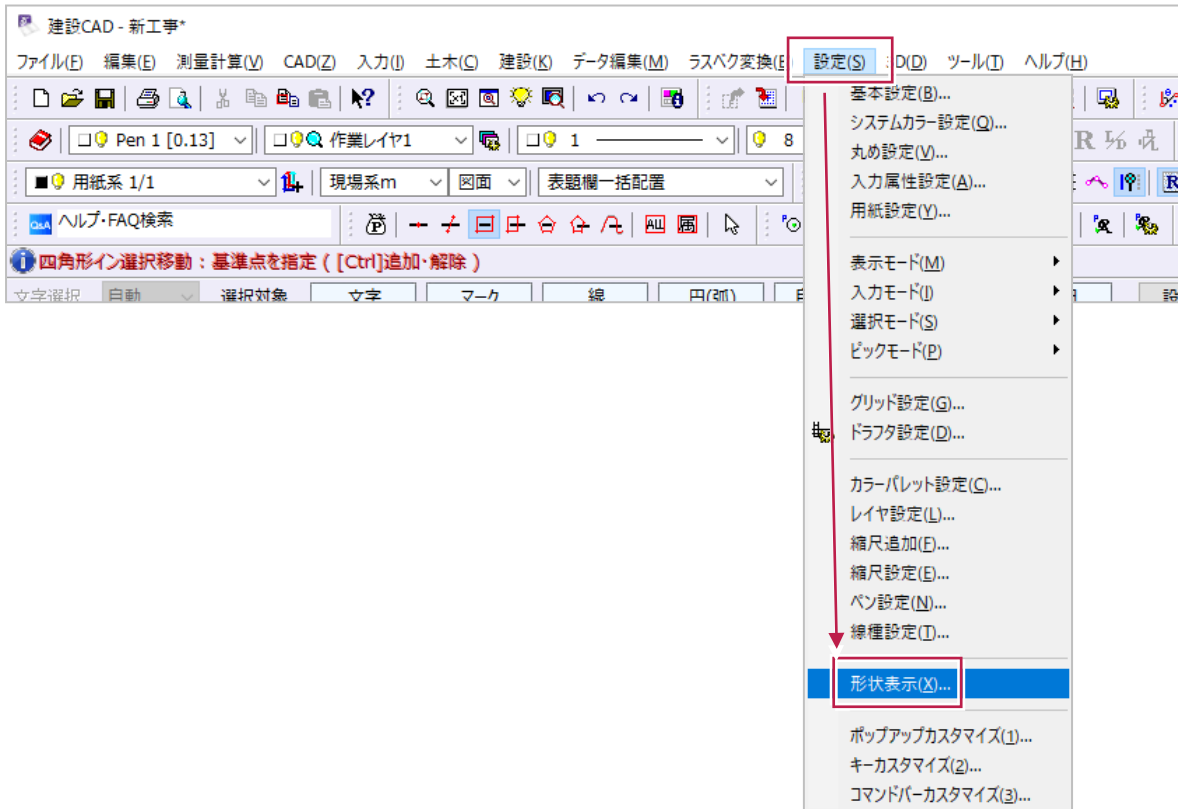 建設CAD - 新工事*
ファイル(F) 編集(E) 測量計算(V) CAD(Z) 入力(I) 土木(C) 建設(K) データ編集(M) ラスベク変換( 設定(S) D(D) ツール(T) ヘルプ(H)
Pen 1 [0.13] 作業レイヤ1 1 8
用紙系 1/1 現場系m 図面 表題欄一括配置
ヘルプ・FAQ検索
四角形イン選択移動：基準点を指定 ( [Ctrl]追加・解除 )
文字選択 自動 選択対象 文字 マーク 線 円(弧)
基本設定(B)...
システムカラー設定(Q)...
丸め設定(V)...
入力属性設定(A)...
用紙設定(Y)...
表示モード(M)
入力モード(I)
選択モード(S)
ピックモード(P)
グリッド設定(G)...
ドラフタ設定(D)...
カラーパレット設定(C)...
レイヤ設定(L)...
縮尺追加(F)...
縮尺設定(E)...
ペン設定(N)...
線種設定(T)...
形状表示(X)...
ポップアップカスタマイズ(1)...
キーカスタマイズ(2)...
コマンドバーカスタマイズ(3)...